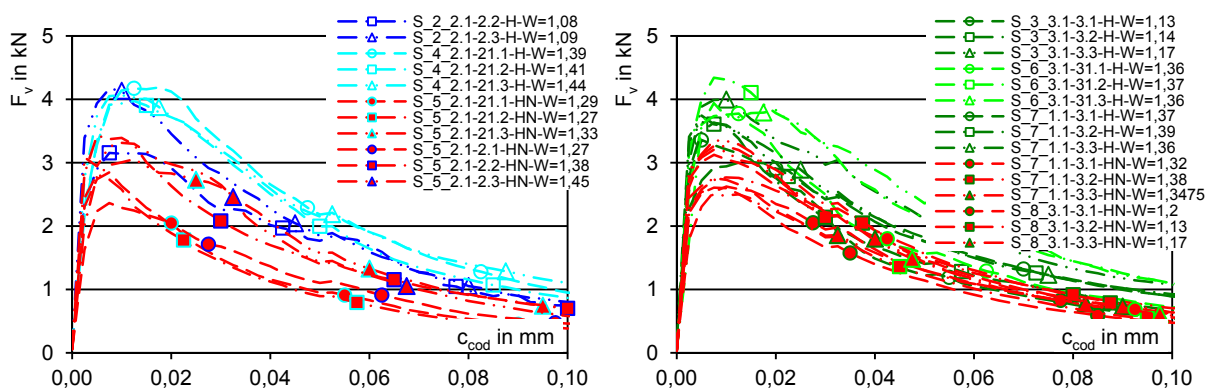 F_v in kN
5
4
3
2
1
0
0,00
0,02
0,04
0,06
0,08
0,10
c_cod in mm
S_2_2.1-2.2-H-W=1,08
S_2_2.1-2.3-H-W=1,09
S_4_2.1-21.1-H-W=1,39
S_4_2.1-21.2-H-W=1,41
S_4_2.1-21.3-H-W=1,44
S_5_2.1-21.1-HN-W=1,29
S_5_2.1-21.2-HN-W=1,27
S_5_2.1-21.3-HN-W=1,33
S_5_2.1-2.1-HN-W=1,27
S_5_2.1-2.2-HN-W=1,38
S_5_2.1-2.3-HN-W=1,45
F_v in kN
5
4
3
2
1
0
0,00
0,02
0,04
0,06
0,08
0,10
c_cod in mm
S_3_3.1-3.1-H-W=1,13
S_3_3.1-3.2-H-W=1,14
S_3_3.1-3.3-H-W=1,17
S_6_3.1-31.1-H-W=1,36
S_6_3.1-31.2-H-W=1,37
S_6_3.1-31.3-H-W=1,36
S_7_1.1-3.1-H-W=1,37
S_7_1.1-3.2-H-W=1,39
S_7_1.1-3.3-H-W=1,36
S_7_1.1-3.1-HN-W=1,32
S_7_1.1-3.2-HN-W=1,38
S_7_1.1-3.3-HN-W=1,3475
S_8_3.1-3.1-HN-W=1,2
S_8_3.1-3.2-HN-W=1,13
S_8_3.1-3.3-HN-W=1,17